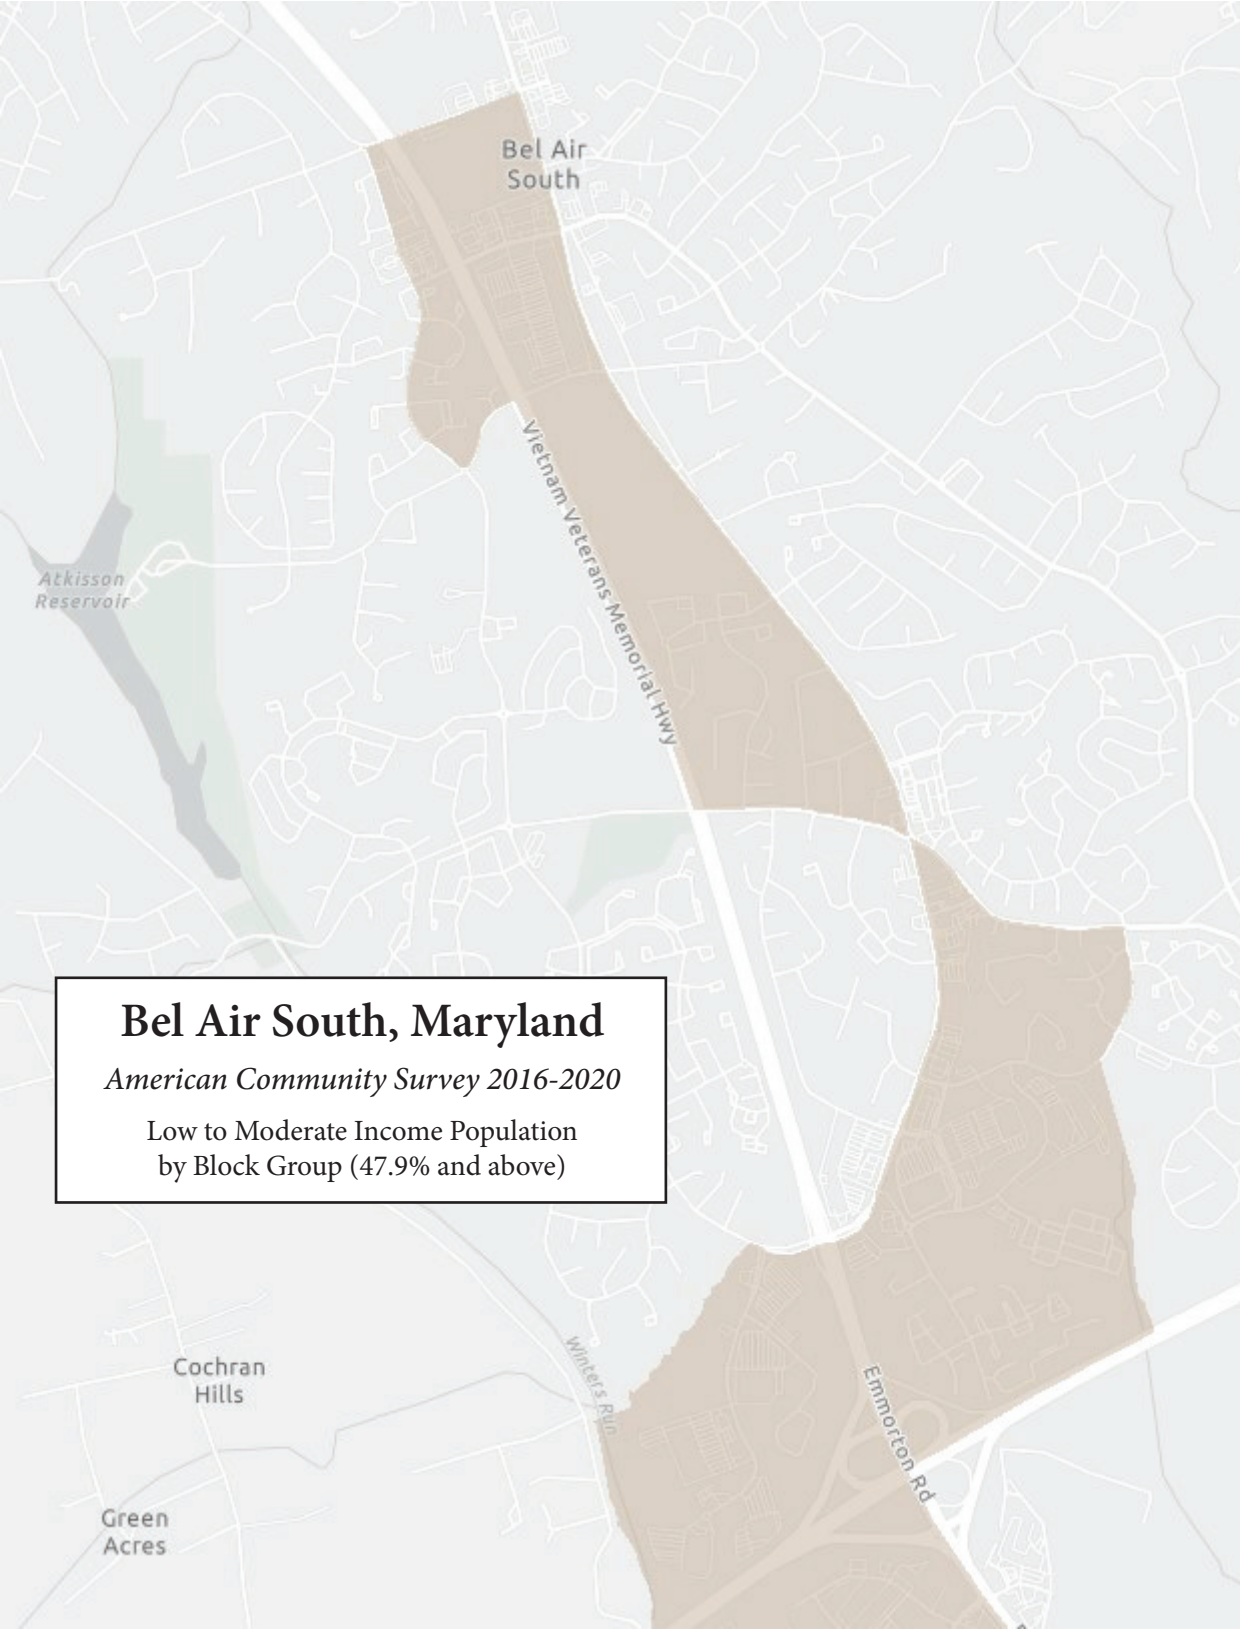 Bel Air
South
Vietnam Veterans Memorial Hwy
Atkisson
Reservoir
Bel Air South, Maryland
American Community Survey 2016-2020
Low to Moderate Income Population
by Block Group (47.9% and above)
Winters Run
Cochran
Hills
Emmorton Rd
Green
Acres